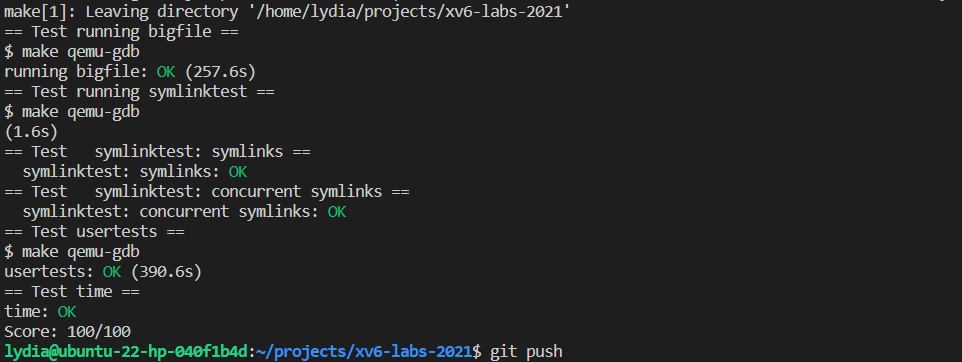 make[1]: Leaving directory '/home/lydia/projects/xv6-labs-2021'
== Test running bigfile ==
$ make qemu-gdb
running bigfile: OK (257.6s)
== Test running symlinktest ==
$ make qemu-gdb
(1.6s)
== Test   symlinktest: symlinks ==
  symlinktest: symlinks: OK
== Test   symlinktest: concurrent symlinks ==
  symlinktest: concurrent symlinks: OK
== Test usertests ==
$ make qemu-gdb
usertests: OK (390.6s)
== Test time ==
time: OK
Score: 100/100
lydia@ubuntu-22-hp-040f1b4d:~/projects/xv6-labs-2021$ git push